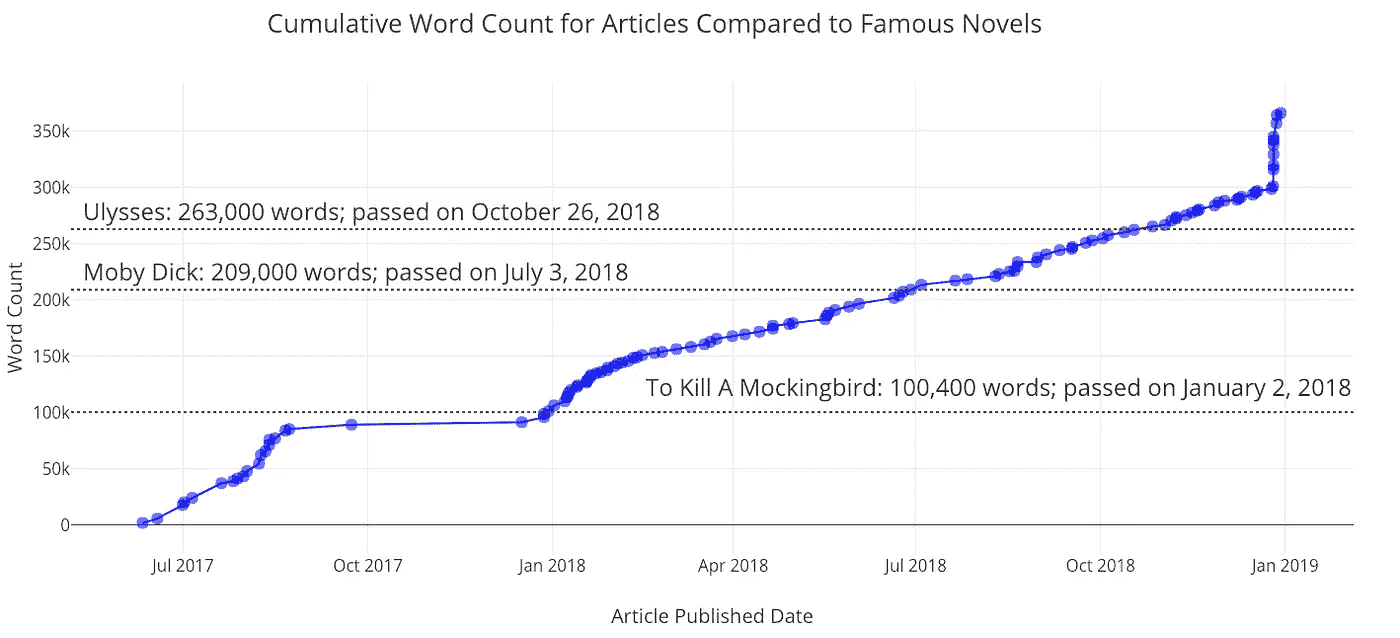 Cumulative Word Count for Articles Compared to Famous Novels
350k
300k
Ulysses: 263,000 words; passed on October 26, 2018
250k
Moby Dick: 209,000 words; passed on July 3, 2018
200k
150k
To Kill A Mockingbird: 100,400 words; passed on January 2, 2018
100k
50k
0
Word Count
Jul 2017 Oct 2017 Jan 2018 Apr 2018 Jul 2018 Oct 2018 Jan 2019
Article Published Date